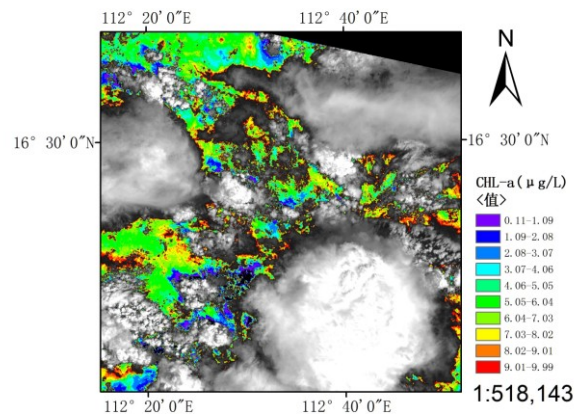 112° 20'0"E 112° 40'0"E
N
16° 30'0"N 16° 30'0"N
CHL-a(μg/L)
<值>
0.11-1.09
1.09-2.08
2.08-3.07
3.07-4.06
4.06-5.05
5.05-6.04
6.04-7.03
7.03-8.02
8.02-9.01
9.01-9.99
1:518,143
112° 20'0"E 112° 40'0"E